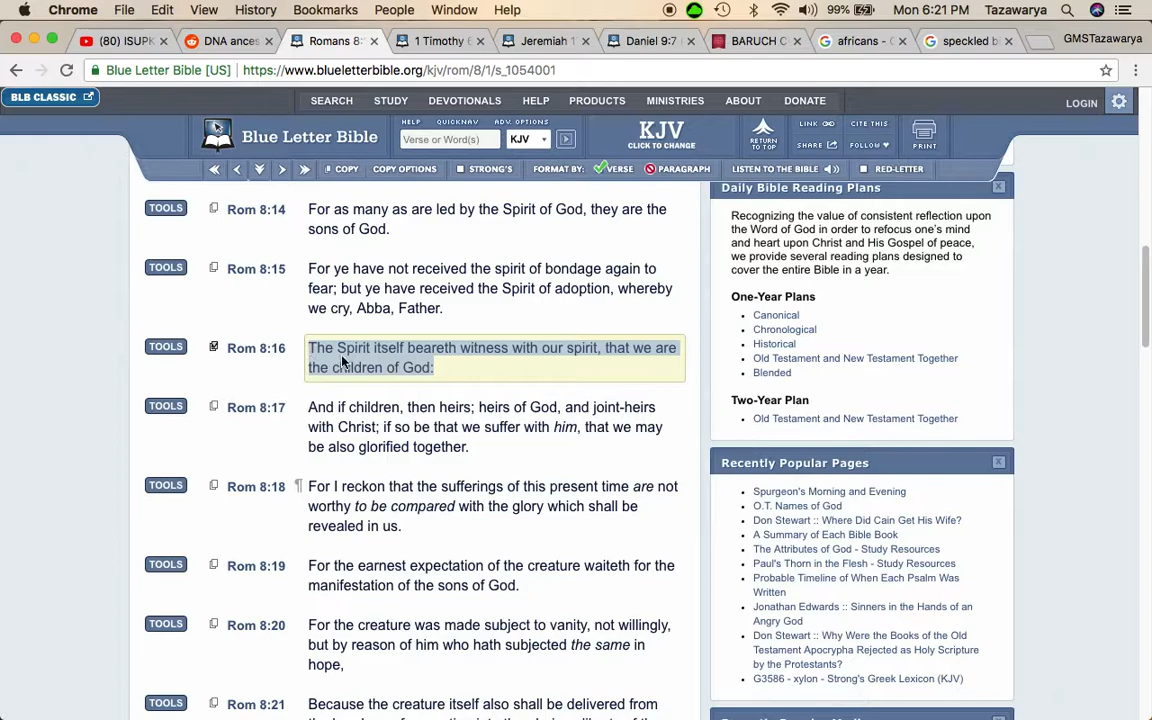 Chrome File Edit View History Bookmarks People Window Help 99% Mon 6:21 PM Tazawarya
(80) ISUPK
DNA ances
Romans 8:
1 Timothy 6
Jeremiah 1
Daniel 9:7
BARUCH C
africans - G
speckled b
GMSTazawarya
Blue Letter Bible [US] https://www.blueletterbible.org/kjv/rom/8/1/s_1054001
BLB CLASSIC
SEARCH STUDY DEVOTIONALS HELP PRODUCTS MINISTRIES ABOUT DONATE LOGIN
Blue Letter Bible
HELP QUICKNAV ADV. OPTIONS
Verse or Word(s) KJV
KJV
CLICK TO CHANGE
RETURN
TO TOP
LINK CITE THIS
SHARE FOLLOW
PRINT
COPY COPY OPTIONS STRONG'S FORMAT BY: VERSE PARAGRAPH LISTEN TO THE BIBLE RED-LETTER
TOOLS Rom 8:14 For as many as are led by the Spirit of God, they are the
sons of God.
TOOLS Rom 8:15 For ye have not received the spirit of bondage again to
fear; but ye have received the Spirit of adoption, whereby
we cry, Abba, Father.
TOOLS Rom 8:16 The Spirit itself beareth witness with our spirit, that we are
the children of God:
TOOLS Rom 8:17 And if children, then heirs; heirs of God, and joint-heirs
with Christ; if so be that we suffer with him, that we may
be also glorified together.
TOOLS Rom 8:18 ¶ For I reckon that the sufferings of this present time are not
worthy to be compared with the glory which shall be
revealed in us.
TOOLS Rom 8:19 For the earnest expectation of the creature waiteth for the
manifestation of the sons of God.
TOOLS Rom 8:20 For the creature was made subject to vanity, not willingly,
but by reason of him who hath subjected the same in
hope,
TOOLS Rom 8:21 Because the creature itself also shall be delivered from
Daily Bible Reading Plans
Recognizing the value of consistent reflection upon
the Word of God in order to refocus one's mind
and heart upon Christ and His Gospel of peace,
we provide several reading plans designed to
cover the entire Bible in a year.
One-Year Plans
Canonical
Chronological
Historical
Old Testament and New Testament Together
Blended
Two-Year Plan
Old Testament and New Testament Together
Recently Popular Pages
Spurgeon's Morning and Evening
O.T. Names of God
Don Stewart :: Where Did Cain Get His Wife?
A Summary of Each Bible Book
The Attributes of God - Study Resources
Paul's Thorn in the Flesh - Study Resources
Probable Timeline of When Each Psalm Was
Written
Jonathan Edwards :: Sinners in the Hands of an
Angry God
Don Stewart :: Why Were the Books of the Old
Testament Apocrypha Rejected as Holy Scripture
by the Protestants?
G3586 - xylon - Strong's Greek Lexicon (KJV)